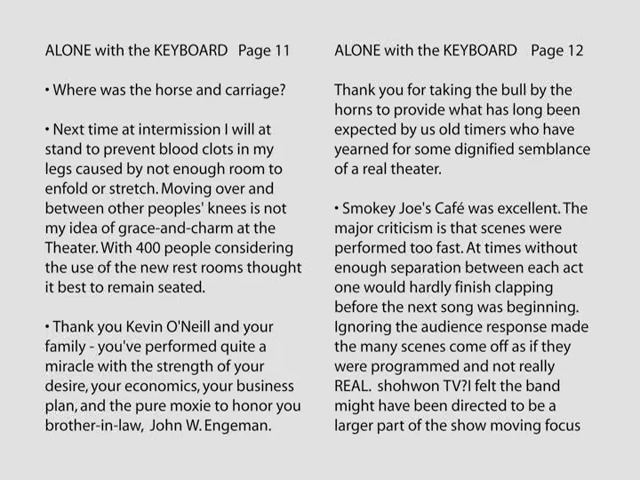 ALONE with the KEYBOARD Page 11
• Where was the horse and carriage?
• Next time at intermission I will at
stand to prevent blood clots in my
legs caused by not enough room to
enfold or stretch. Moving over and
between other peoples' knees is not
my idea of grace-and-charm at the
Theater. With 400 people considering
the use of the new rest rooms thought
it best to remain seated.
• Thank you Kevin O'Neill and your
family - you've performed quite a
miracle with the strength of your
desire, your economics, your business
plan, and the pure moxie to honor you
brother-in-law, John W. Engeman.
ALONE with the KEYBOARD Page 12
Thank you for taking the bull by the
horns to provide what has long been
expected by us old timers who have
yearned for some dignified semblance
of a real theater.
• Smokey Joe's Café was excellent. The
major criticism is that scenes were
performed too fast. At times without
enough separation between each act
one would hardly finish clapping
before the next song was beginning.
Ignoring the audience response made
the many scenes come off as if they
were programmed and not really
REAL. shohwon TV?I felt the band
might have been directed to be a
larger part of the show moving focus